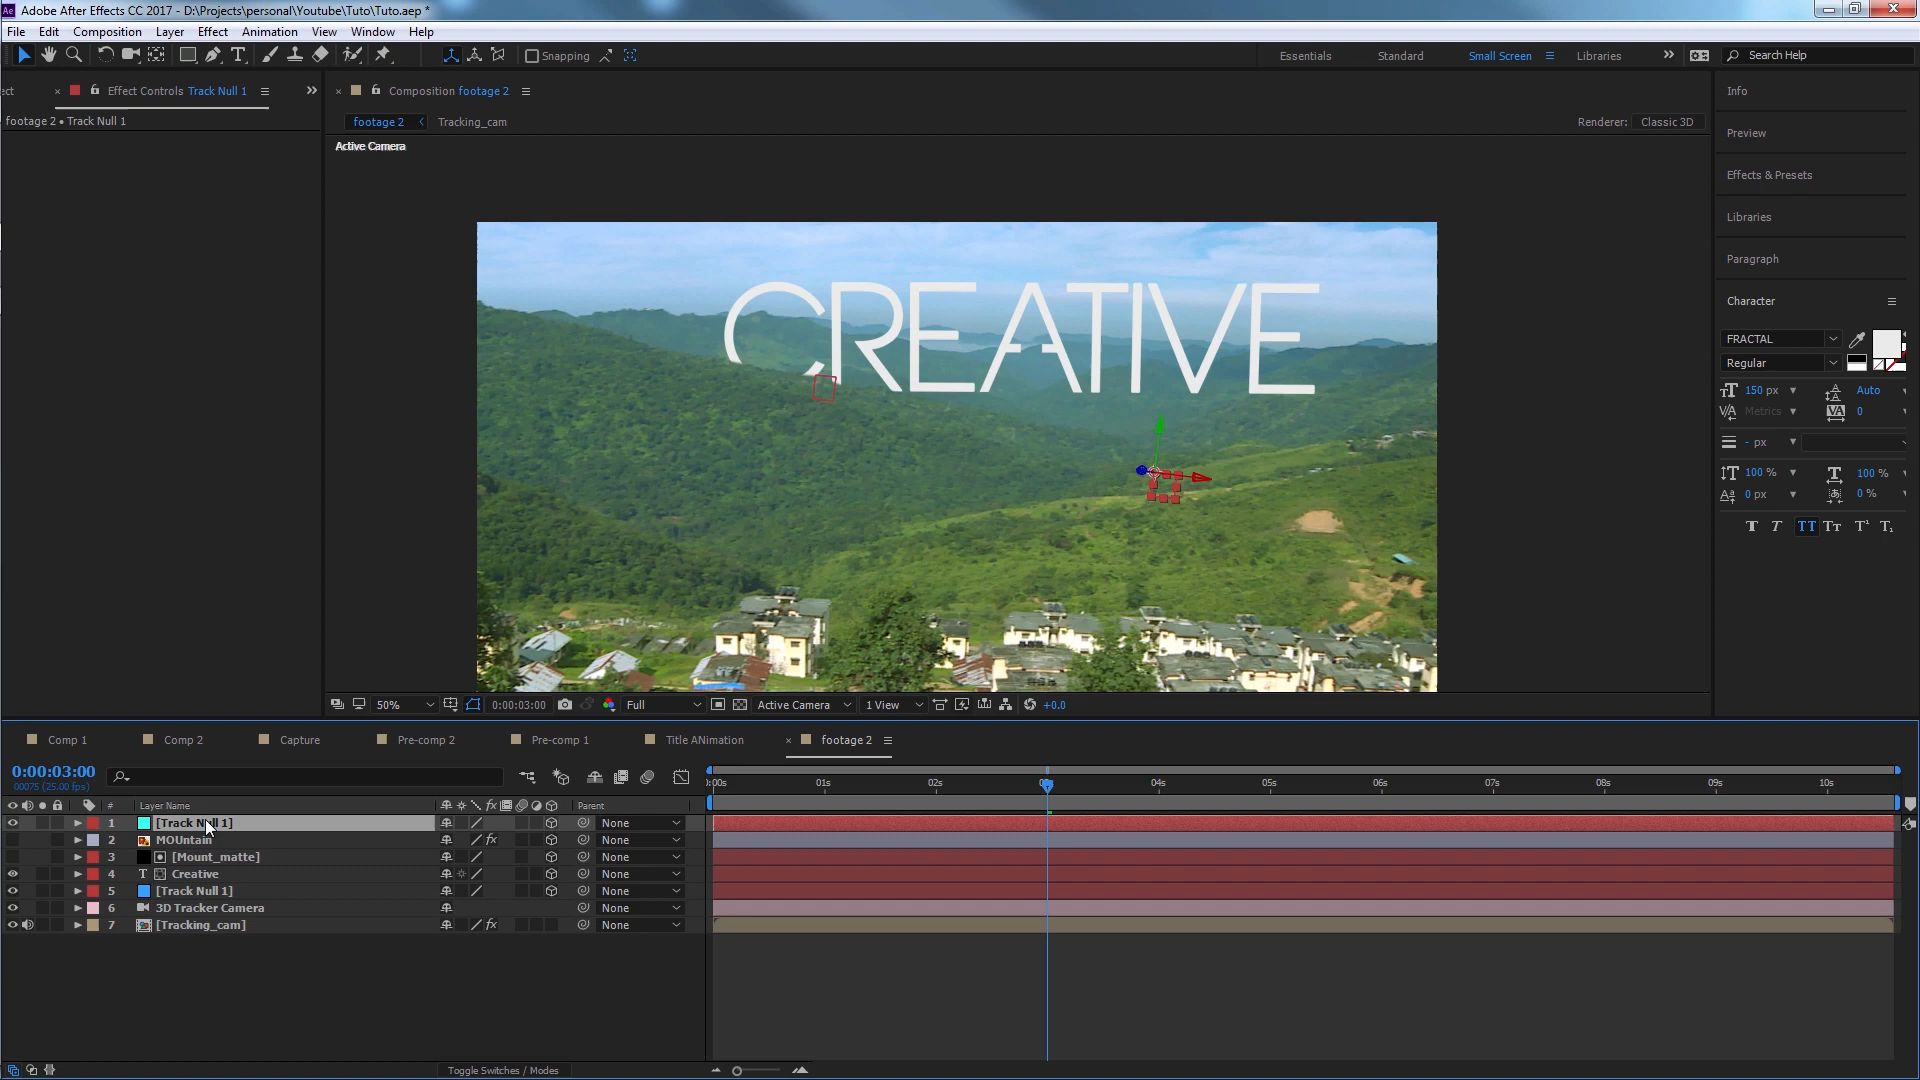 Adobe After Effects CC 2017 - D:\Projects\personal\Youtube\Tuto\Tuto.aep *
File Edit Composition Layer Effect Animation View Window Help
Snapping
Essentials Standard Small Screen Libraries Search Help
ect Effect Controls Track Null 1
footage 2 • Track Null 1
Composition footage 2
footage 2 Tracking_cam
Renderer: Classic 3D
Active Camera
CREATIVE
50% 0:00:03:00 Full Active Camera 1 View +0.0
Info
Preview
Effects & Presets
Libraries
Paragraph
Character
FRACTAL
Regular
150 px Auto
Metrics 0
- px
100 % 100 %
0 px 0 %
Comp 1 Comp 2 Capture Pre-comp 2 Pre-comp 1 Title ANimation footage 2
0:00:03:00
00075 (25.00 fps)
# Layer Name Parent
1 [Track Null 1] None
2 MOUntain None
3 [Mount_matte] None
4 Creative None
5 [Track Null 1] None
6 3D Tracker Camera None
7 [Tracking_cam] None
0:00s 01s 02s 04s 05s 06s 07s 08s 09s 10s
Toggle Switches / Modes